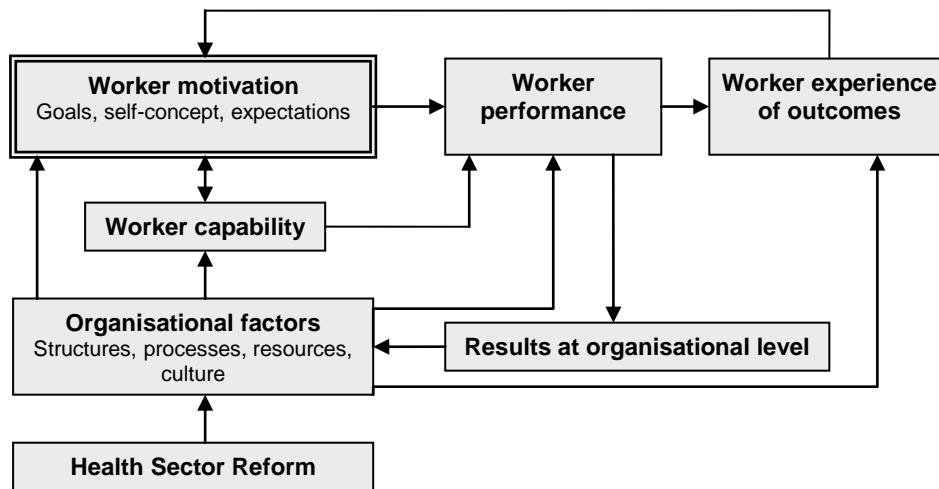 Worker motivation
Goals, self-concept, expectations
Worker
performance
Worker experience
of outcomes
Worker capability
Organisational factors
Structures, processes, resources,
culture
Results at organisational level
Health Sector Reform